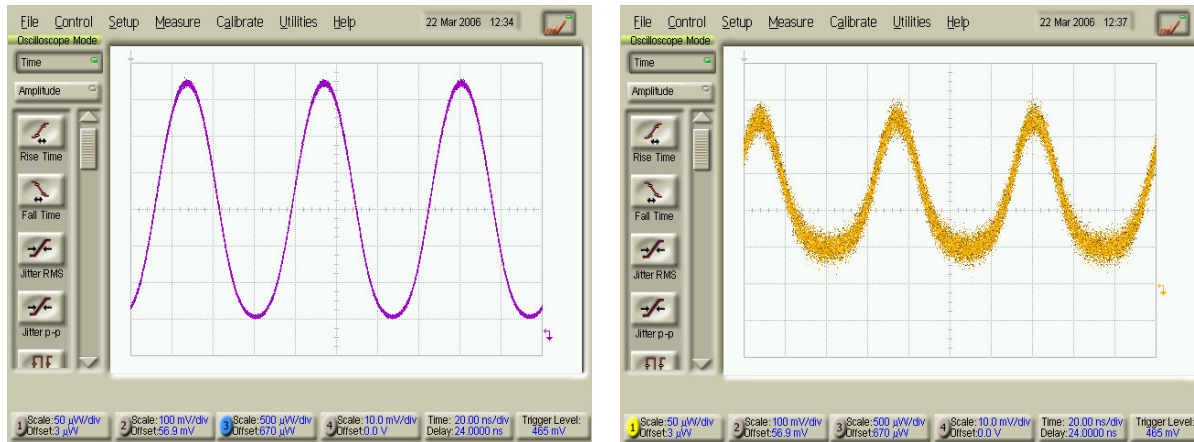 File Control Setup Measure Calibrate Utilities Help 22 Mar 2006 12:34
Oscilloscope Mode
Time
Amplitude
Rise Time
Fall Time
Jitter RMS
Jitter p-p
1 Scale:50 µW/div Offset:3 µW
2 Scale:100 mV/div Offset:56.9 mV
3 Scale:500 µW/div Offset:670 µW
4 Scale:10.0 mV/div Offset:0.0 V
Time: 20.00 ns/div Delay:24.0000 ns
Trigger Level: 465 mV
File Control Setup Measure Calibrate Utilities Help 22 Mar 2006 12:37
Oscilloscope Mode
Time
Amplitude
Rise Time
Fall Time
Jitter RMS
Jitter p-p
1 Scale:50 µW/div Offset:3 µW
2 Scale:100 mV/div Offset:56.9 mV
3 Scale:500 µW/div Offset:670 µW
4 Scale:10.0 mV/div Offset:0.0 V
Time: 20.00 ns/div Delay:24.0000 ns
Trigger Level: 465 mV